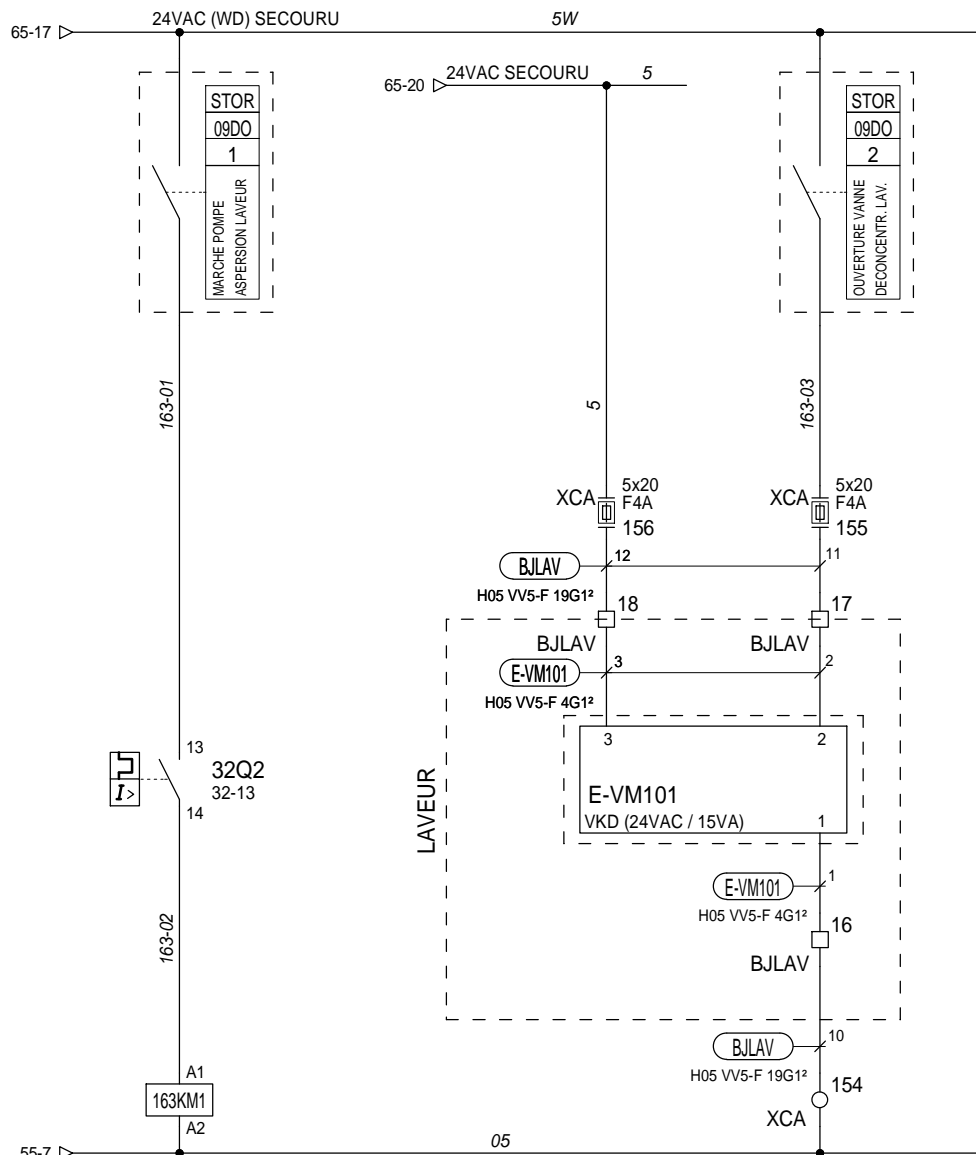 24VAC (WD) SECOURU
5W
65-17
24VAC SECOURU
5
65-20
STOR
09DO
1
MARCHE POMPE
ASPERSION LAVEUR
STOR
09DO
2
OUVERTURE VANNE
DECONCENTR. LAV.
163-01
5
163-03
XCA
5x20
F4A
156
XCA
5x20
F4A
155
BJLAV
12
11
H05 VV5-F 19G1²
18
17
BJLAV
BJLAV
E-VM101
3
2
H05 VV5-F 4G1²
3
2
E-VM101
VKD (24VAC / 15VA)
1
LAVEUR
13
32Q2
32-13
14
I>
E-VM101
1
H05 VV5-F 4G1²
16
BJLAV
163-02
BJLAV
10
H05 VV5-F 19G1²
154
XCA
A1
163KM1
A2
05
55-7